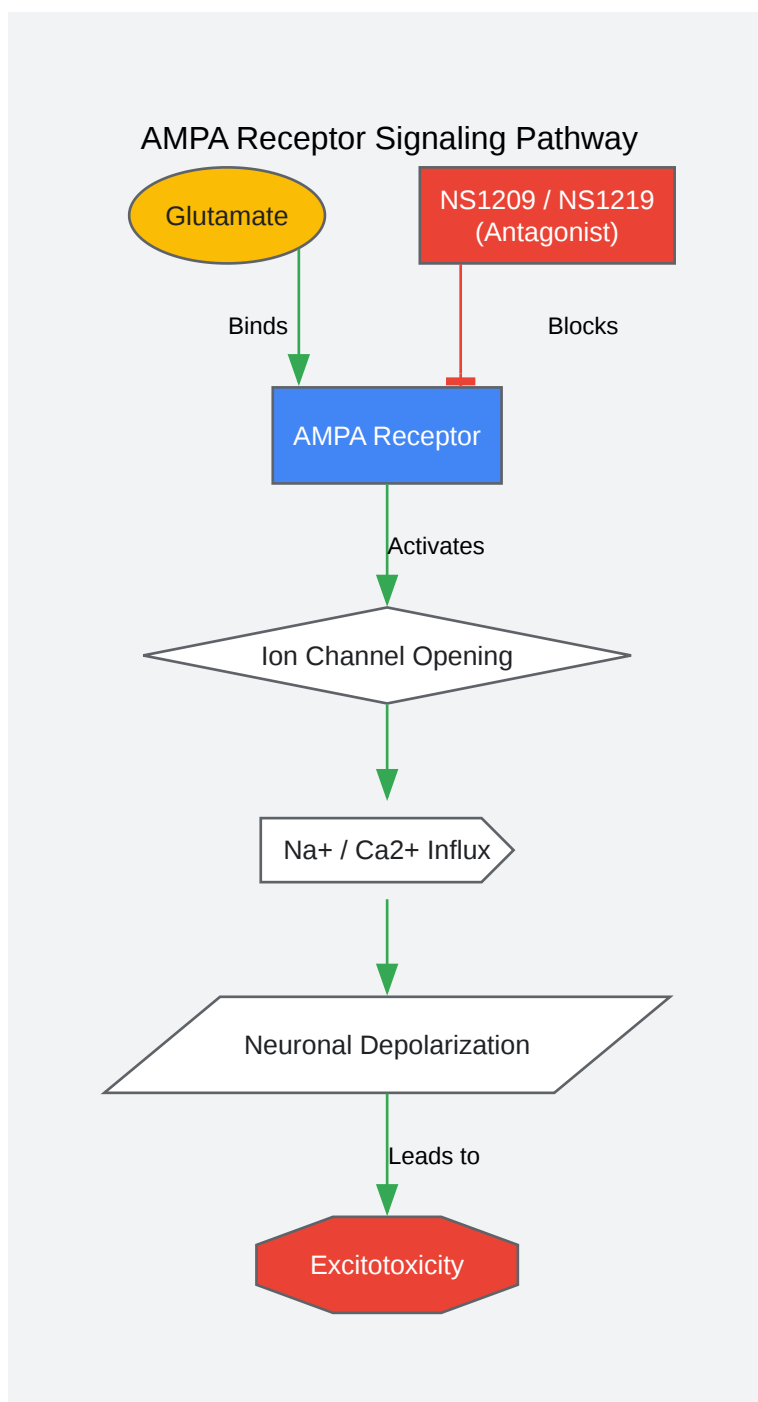 AMPA Receptor Signaling Pathway
Glutamate
NS1209 / NS1219
(Antagonist)
Binds
Blocks
AMPA Receptor
Activates
Ion Channel Opening
Na+ / Ca2+ Influx
Neuronal Depolarization
Leads to
Excitotoxicity